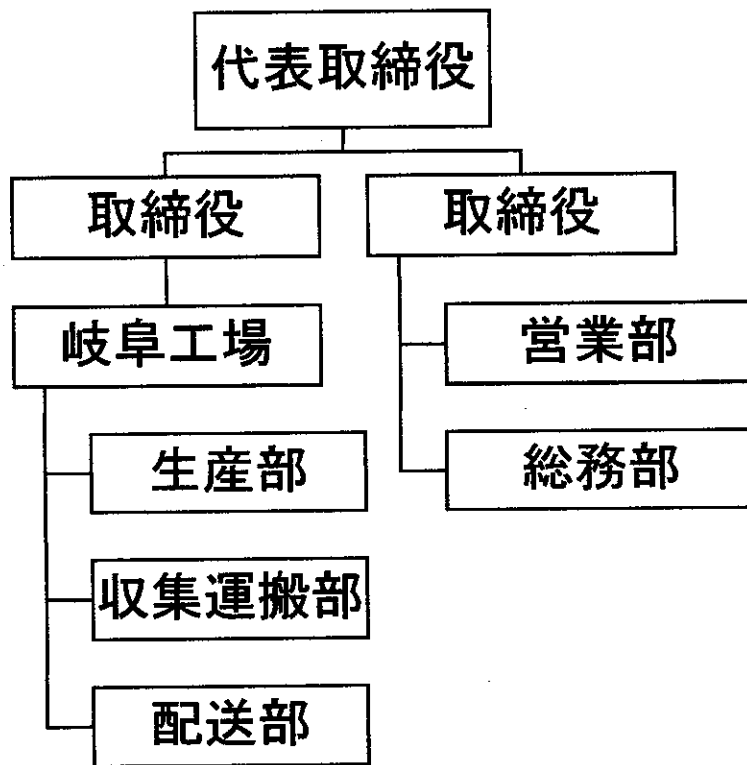 代表取締役
取締役
取締役
岐阜工場
営業部
生産部
総務部
収集運搬部
配送部